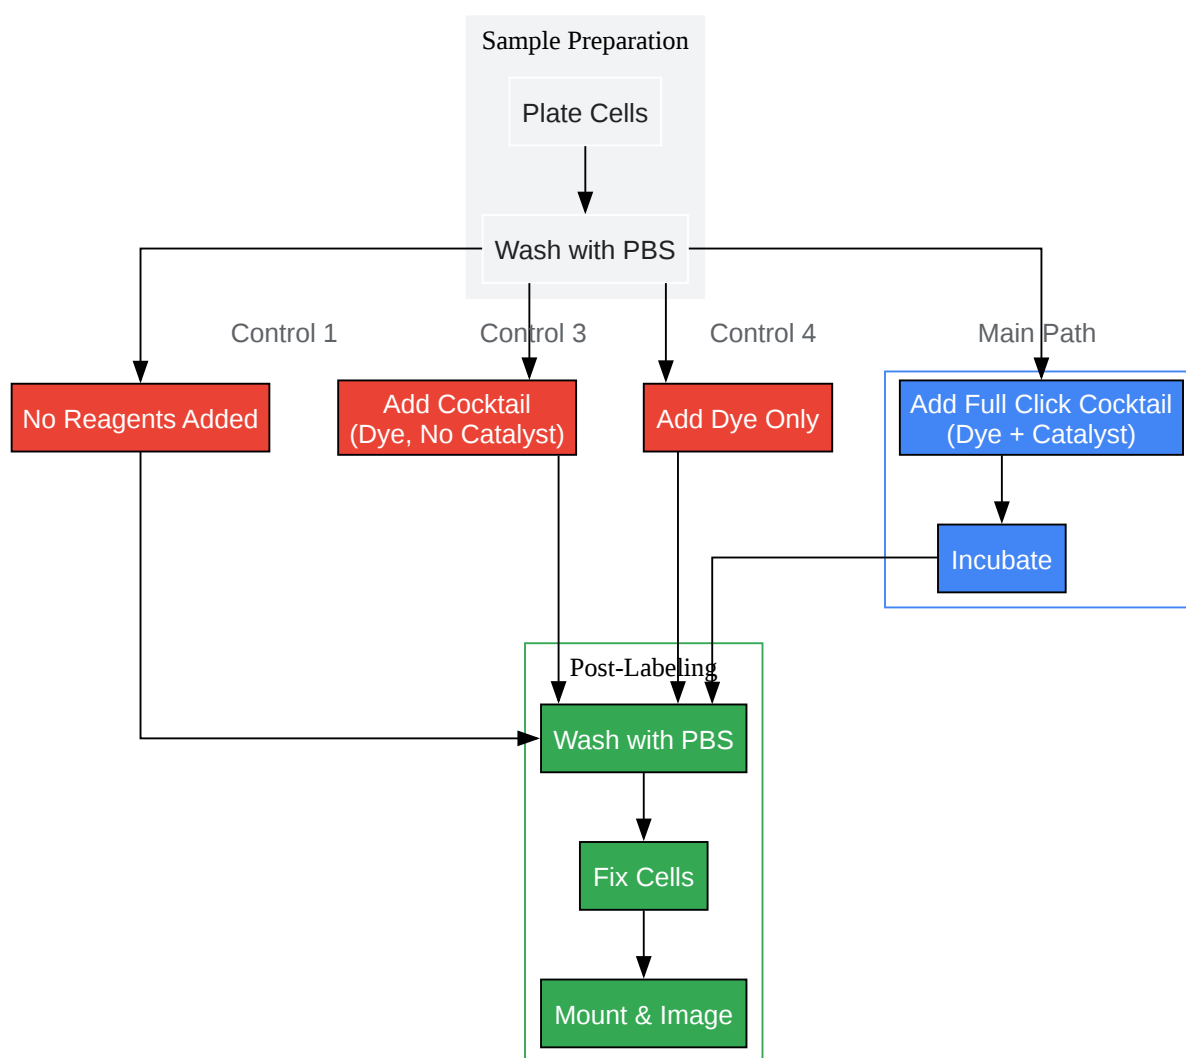 Sample Preparation
Plate Cells
Wash with PBS
Control 1
Control 3
Control 4
Main Path
No Reagents Added
Add Cocktail
(Dye, No Catalyst)
Add Dye Only
Add Full Click Cocktail
(Dye + Catalyst)
Incubate
Post-Labeling
Wash with PBS
Fix Cells
Mount & Image